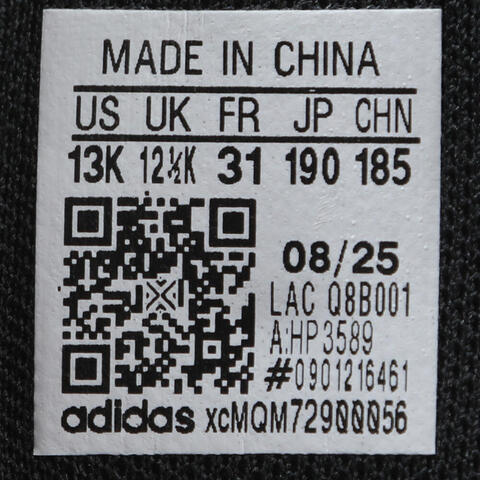 MADE IN CHINA
US UK FR JP CHN
13K 12½K 31 190 185
08/25
LAC Q8B001
A:HP3589
#0901216461
adidas xcMQM72900056